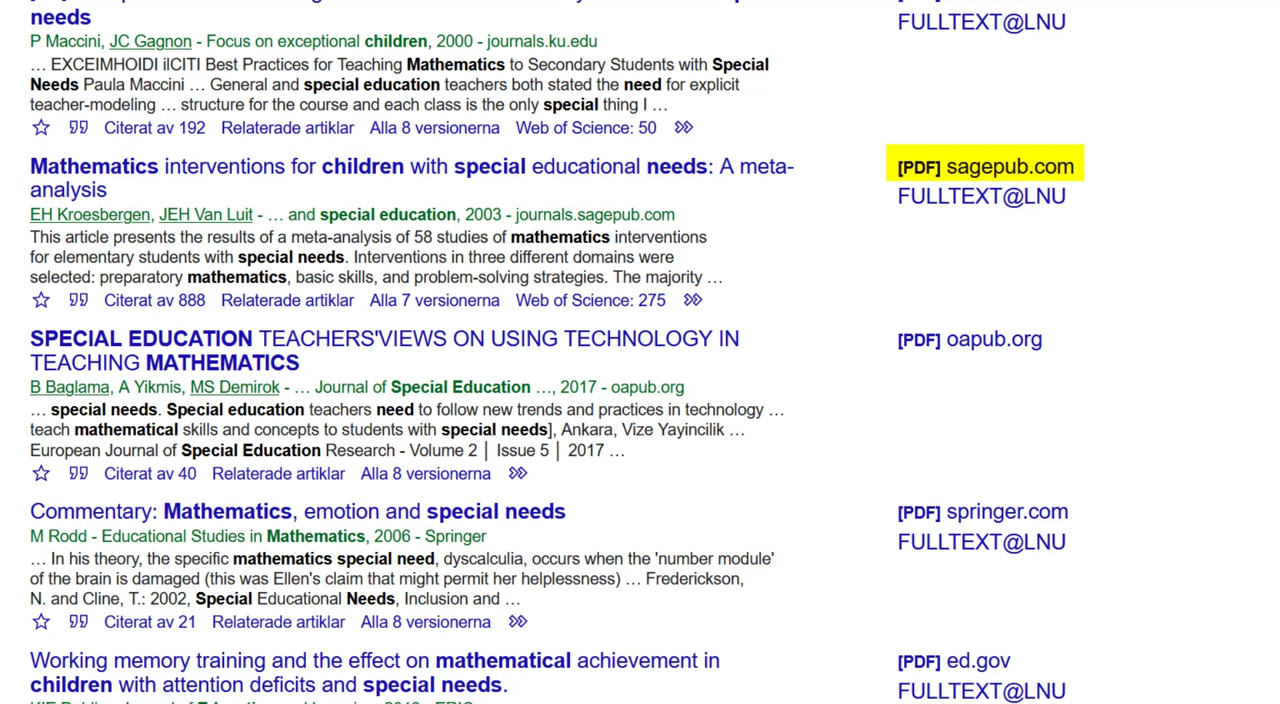 needs
FULLTEXT@LNU
P Maccini, JC Gagnon - Focus on exceptional children, 2000 - journals.ku.edu
… EXCEIMHOIDI ilCITI Best Practices for Teaching Mathematics to Secondary Students with Special
Needs Paula Maccini … General and special education teachers both stated the need for explicit
teacher-modeling … structure for the course and each class is the only special thing I …
Citerat av 192 Relaterade artiklar Alla 8 versionerna Web of Science: 50
Mathematics interventions for children with special educational needs: A meta-
analysis
[PDF] sagepub.com
FULLTEXT@LNU
EH Kroesbergen, JEH Van Luit - … and special education, 2003 - journals.sagepub.com
This article presents the results of a meta-analysis of 58 studies of mathematics interventions
for elementary students with special needs. Interventions in three different domains were
selected: preparatory mathematics, basic skills, and problem-solving strategies. The majority …
Citerat av 888 Relaterade artiklar Alla 7 versionerna Web of Science: 275
SPECIAL EDUCATION TEACHERS'VIEWS ON USING TECHNOLOGY IN
TEACHING MATHEMATICS
[PDF] oapub.org
B Baglama, A Yikmis, MS Demirok - … Journal of Special Education …, 2017 - oapub.org
… special needs. Special education teachers need to follow new trends and practices in technology …
teach mathematical skills and concepts to students with special needs], Ankara, Vize Yayincilik …
European Journal of Special Education Research - Volume 2 │ Issue 5 │ 2017 …
Citerat av 40 Relaterade artiklar Alla 8 versionerna
Commentary: Mathematics, emotion and special needs
[PDF] springer.com
FULLTEXT@LNU
M Rodd - Educational Studies in Mathematics, 2006 - Springer
… In his theory, the specific mathematics special need, dyscalculia, occurs when the 'number module'
of the brain is damaged (this was Ellen's claim that might permit her helplessness) … Frederickson,
N. and Cline, T.: 2002, Special Educational Needs, Inclusion and …
Citerat av 21 Relaterade artiklar Alla 8 versionerna
Working memory training and the effect on mathematical achievement in
children with attention deficits and special needs.
[PDF] ed.gov
FULLTEXT@LNU